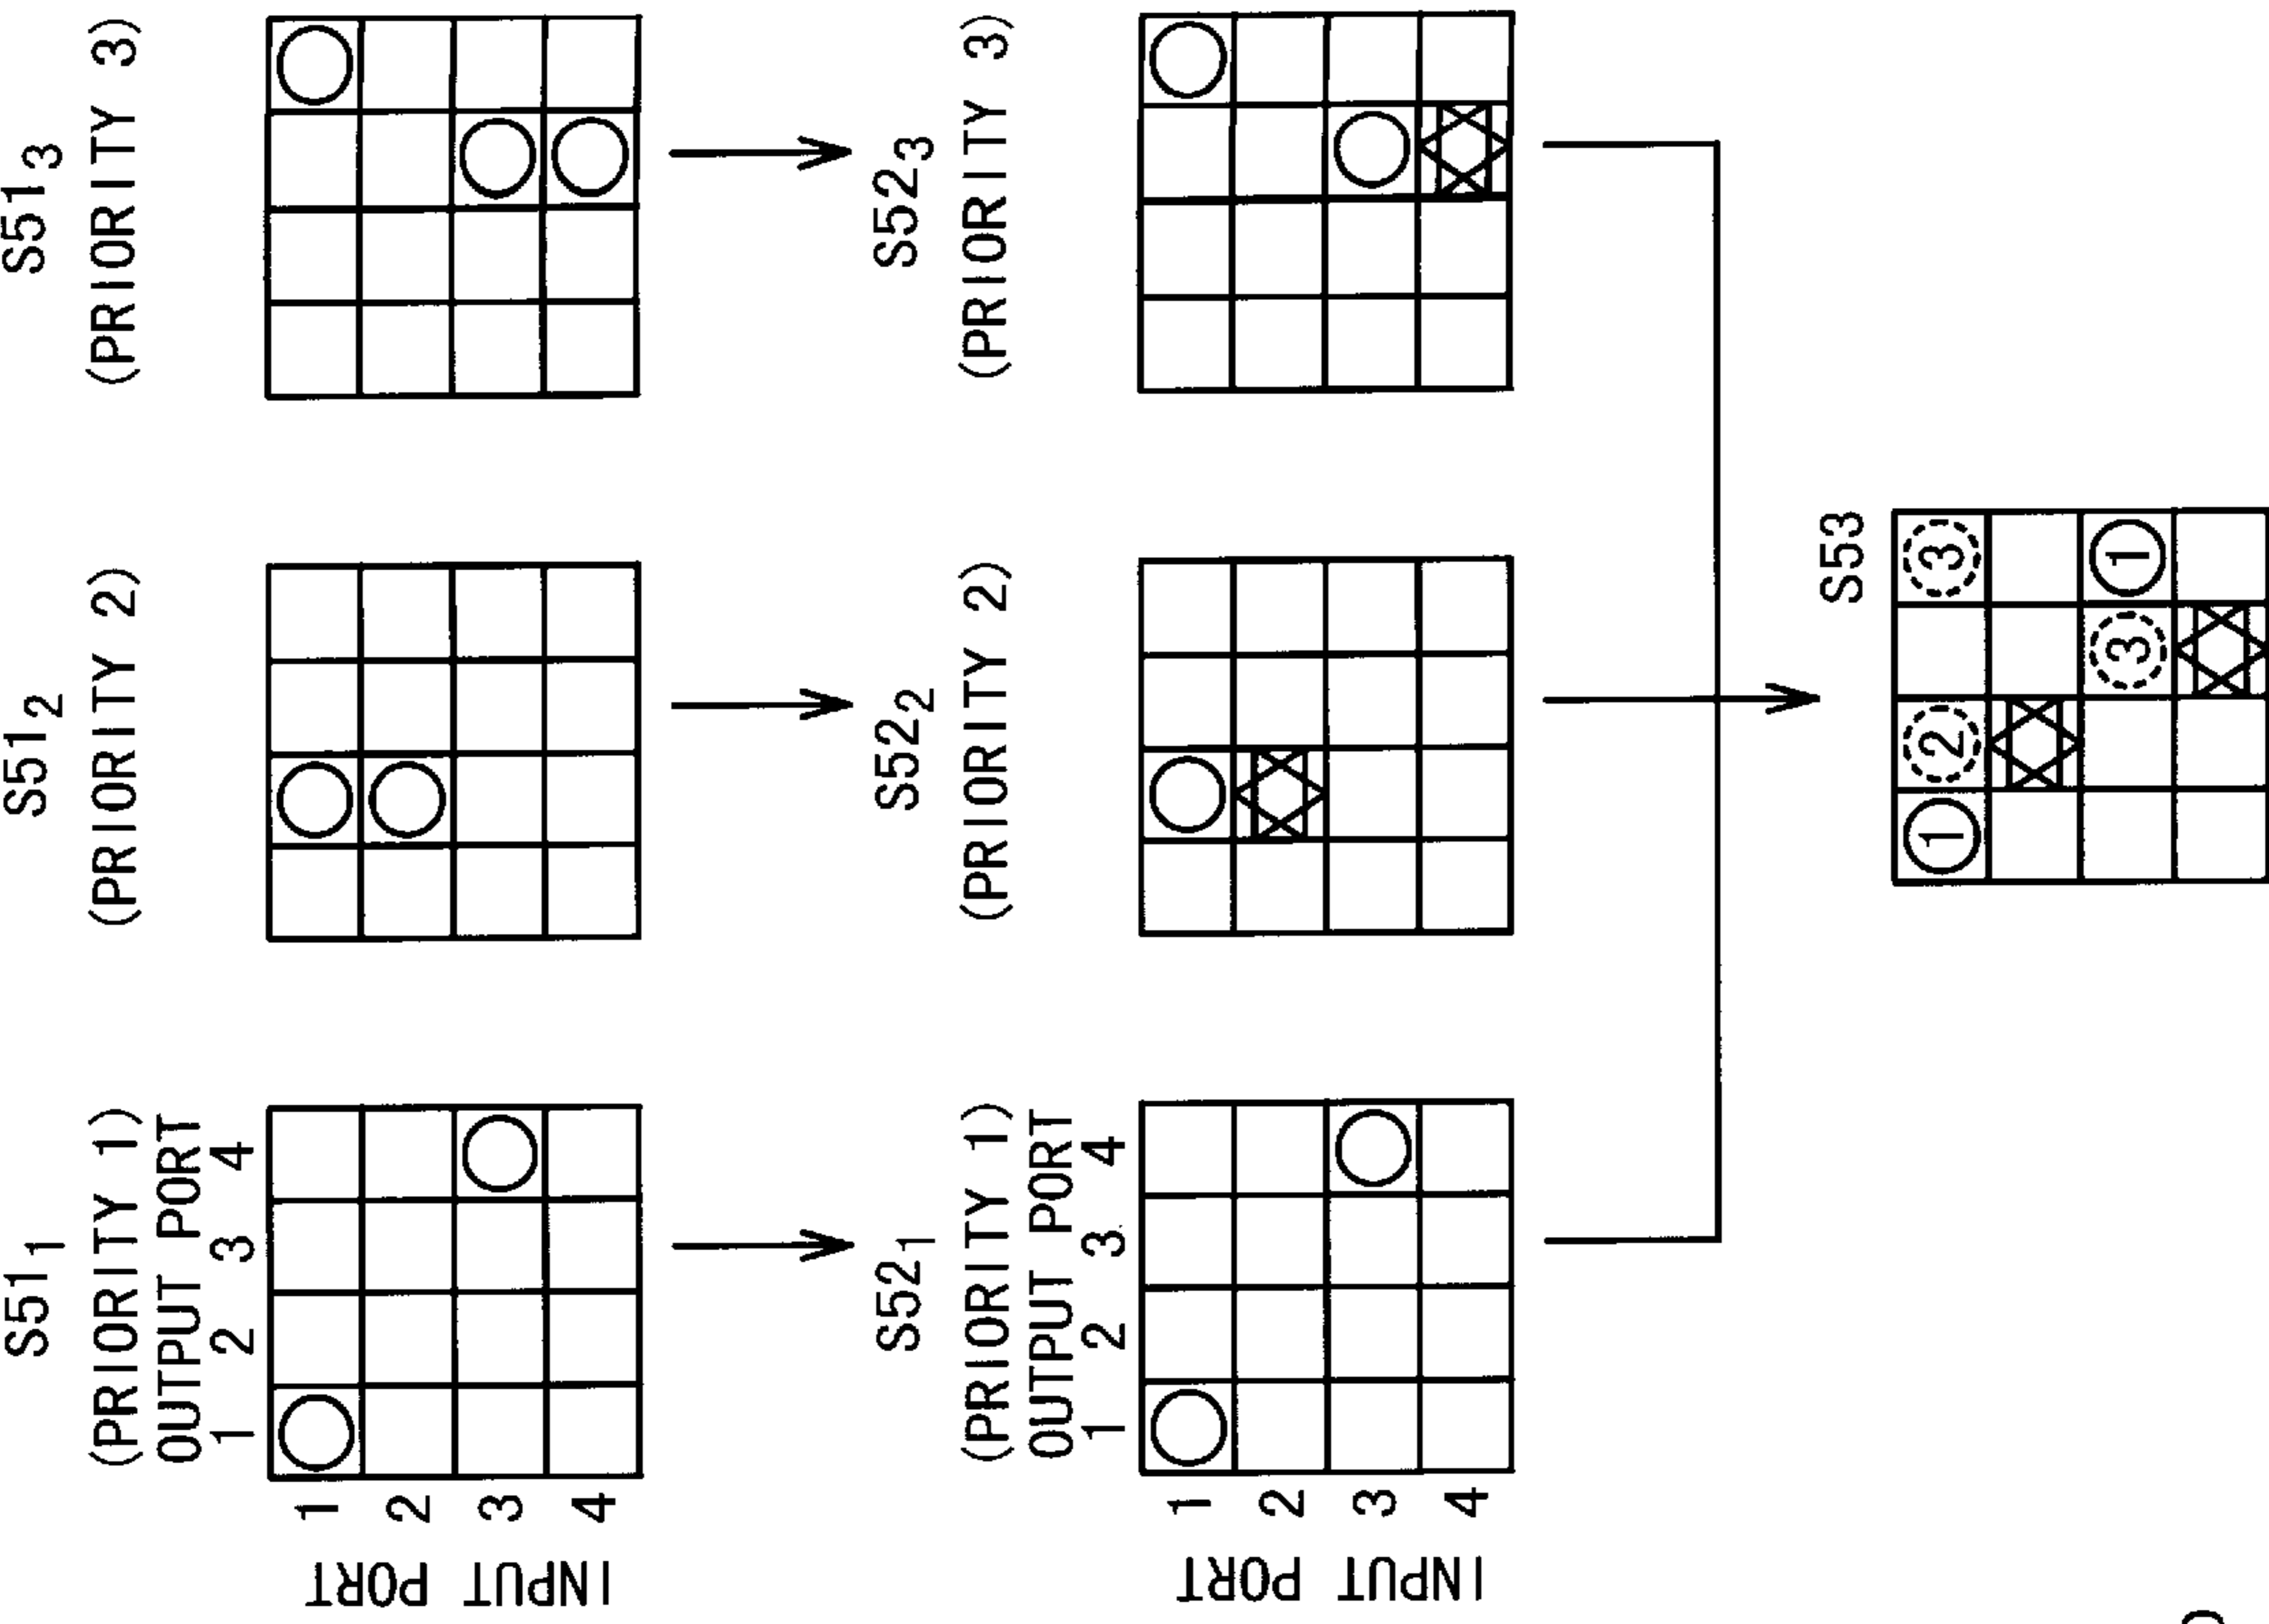 S51₁
(PRIORITY 1)
OUTPUT PORT
1 2 3 4
INPUT PORT
1
2
3
4
S51₂
(PRIORITY 2)
S51₃
(PRIORITY 3)
S52₁
(PRIORITY 1)
OUTPUT PORT
1 2 3 4
INPUT PORT
1
2
3
4
S52₂
(PRIORITY 2)
S52₃
(PRIORITY 3)
S53
1 2 3
3 1